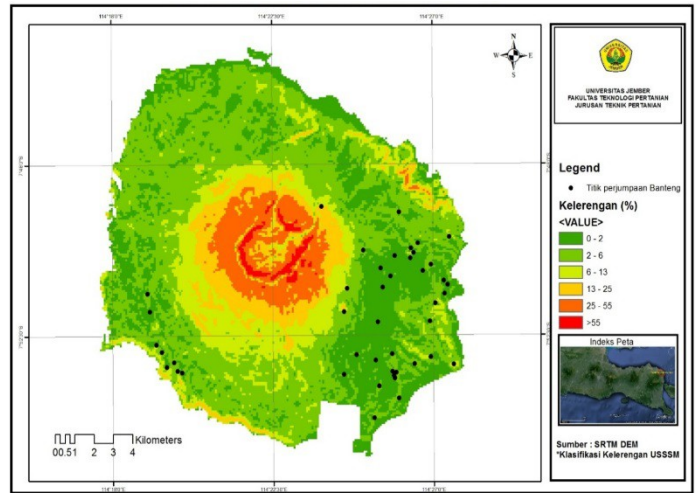 N
W E
S
Kilometers
00.51 2 3 4
UNIVERSITAS JEMBER
FAKULTAS TEKNOLOGI PERTANIAN
JURUSAN TEKNIK PERTANIAN
Legend
Titik perjumpaan Banteng
Kelerengan (%)
<VALUE>
0 - 2
2 - 6
6 - 13
13 - 25
25 - 55
>55
Indeks Peta
Sumber : SRTM DEM
*Klasifikasi Kelerengan USSSM